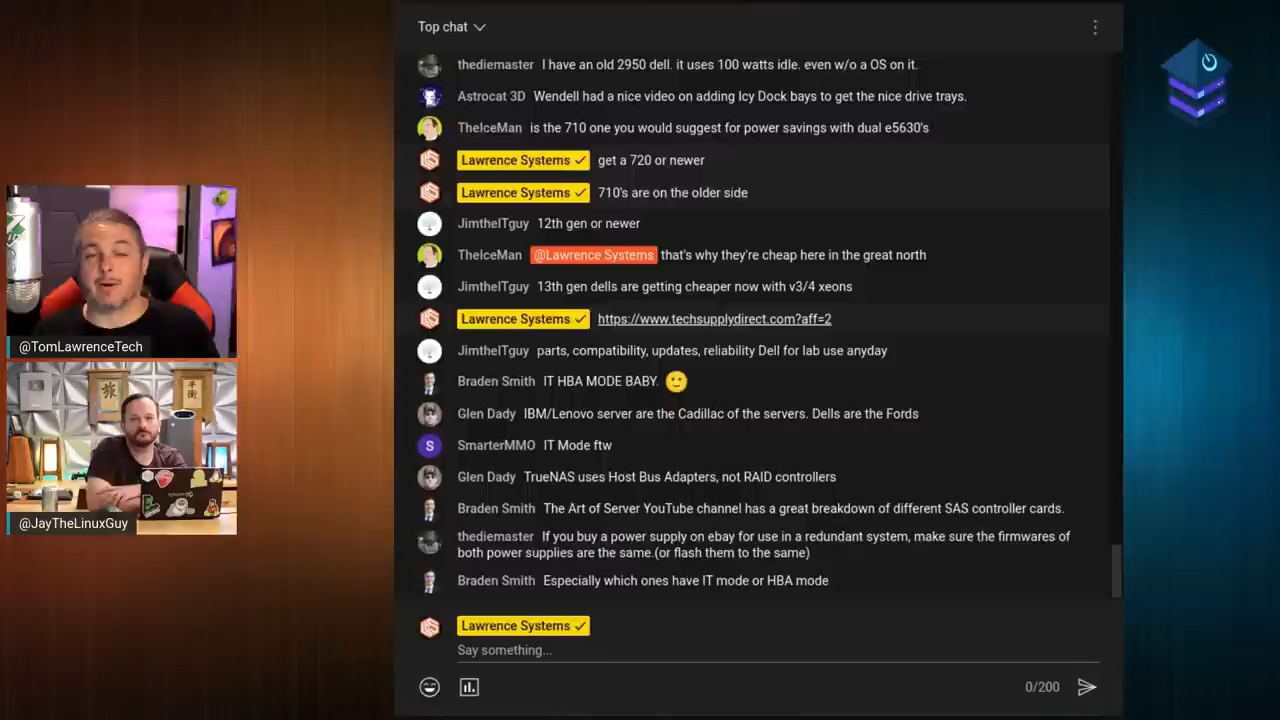 Top chat
thediemaster I have an old 2950 dell. it uses 100 watts idle. even w/o a OS on it.
Astrocat 3D Wendell had a nice video on adding Icy Dock bays to get the nice drive trays.
TheIceMan is the 710 one you would suggest for power savings with dual e5630's
Lawrence Systems ✓ get a 720 or newer
Lawrence Systems ✓ 710's are on the older side
JimtheITguy 12th gen or newer
TheIceMan @Lawrence Systems that's why they're cheap here in the great north
JimtheITguy 13th gen dells are getting cheaper now with v3/4 xeons
Lawrence Systems ✓ https://www.techsupplydirect.com?aff=2
JimtheITguy parts, compatibility, updates, reliability Dell for lab use anyday
Braden Smith IT HBA MODE BABY. 🙂
Glen Dady IBM/Lenovo server are the Cadillac of the servers. Dells are the Fords
S SmarterMMO IT Mode ftw
Glen Dady TrueNAS uses Host Bus Adapters, not RAID controllers
Braden Smith The Art of Server YouTube channel has a great breakdown of different SAS controller cards.
thediemaster If you buy a power supply on ebay for use in a redundant system, make sure the firmwares of
both power supplies are the same.(or flash them to the same)
Braden Smith Especially which ones have IT mode or HBA mode
Lawrence Systems ✓
Say something...
0/200
@TomLawrenceTech
旅
平
衡
@JayTheLinuxGuy